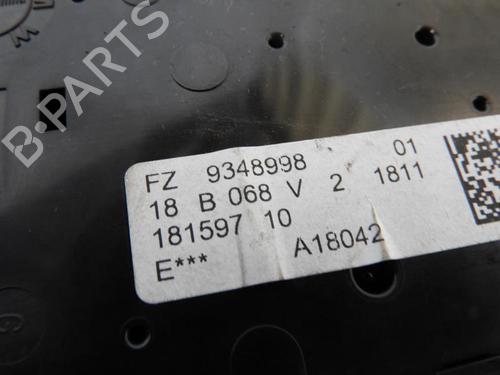 B-PARTS
FZ 9348998 01
18 B 068 V 2 1811
181597 10
E*** A18042